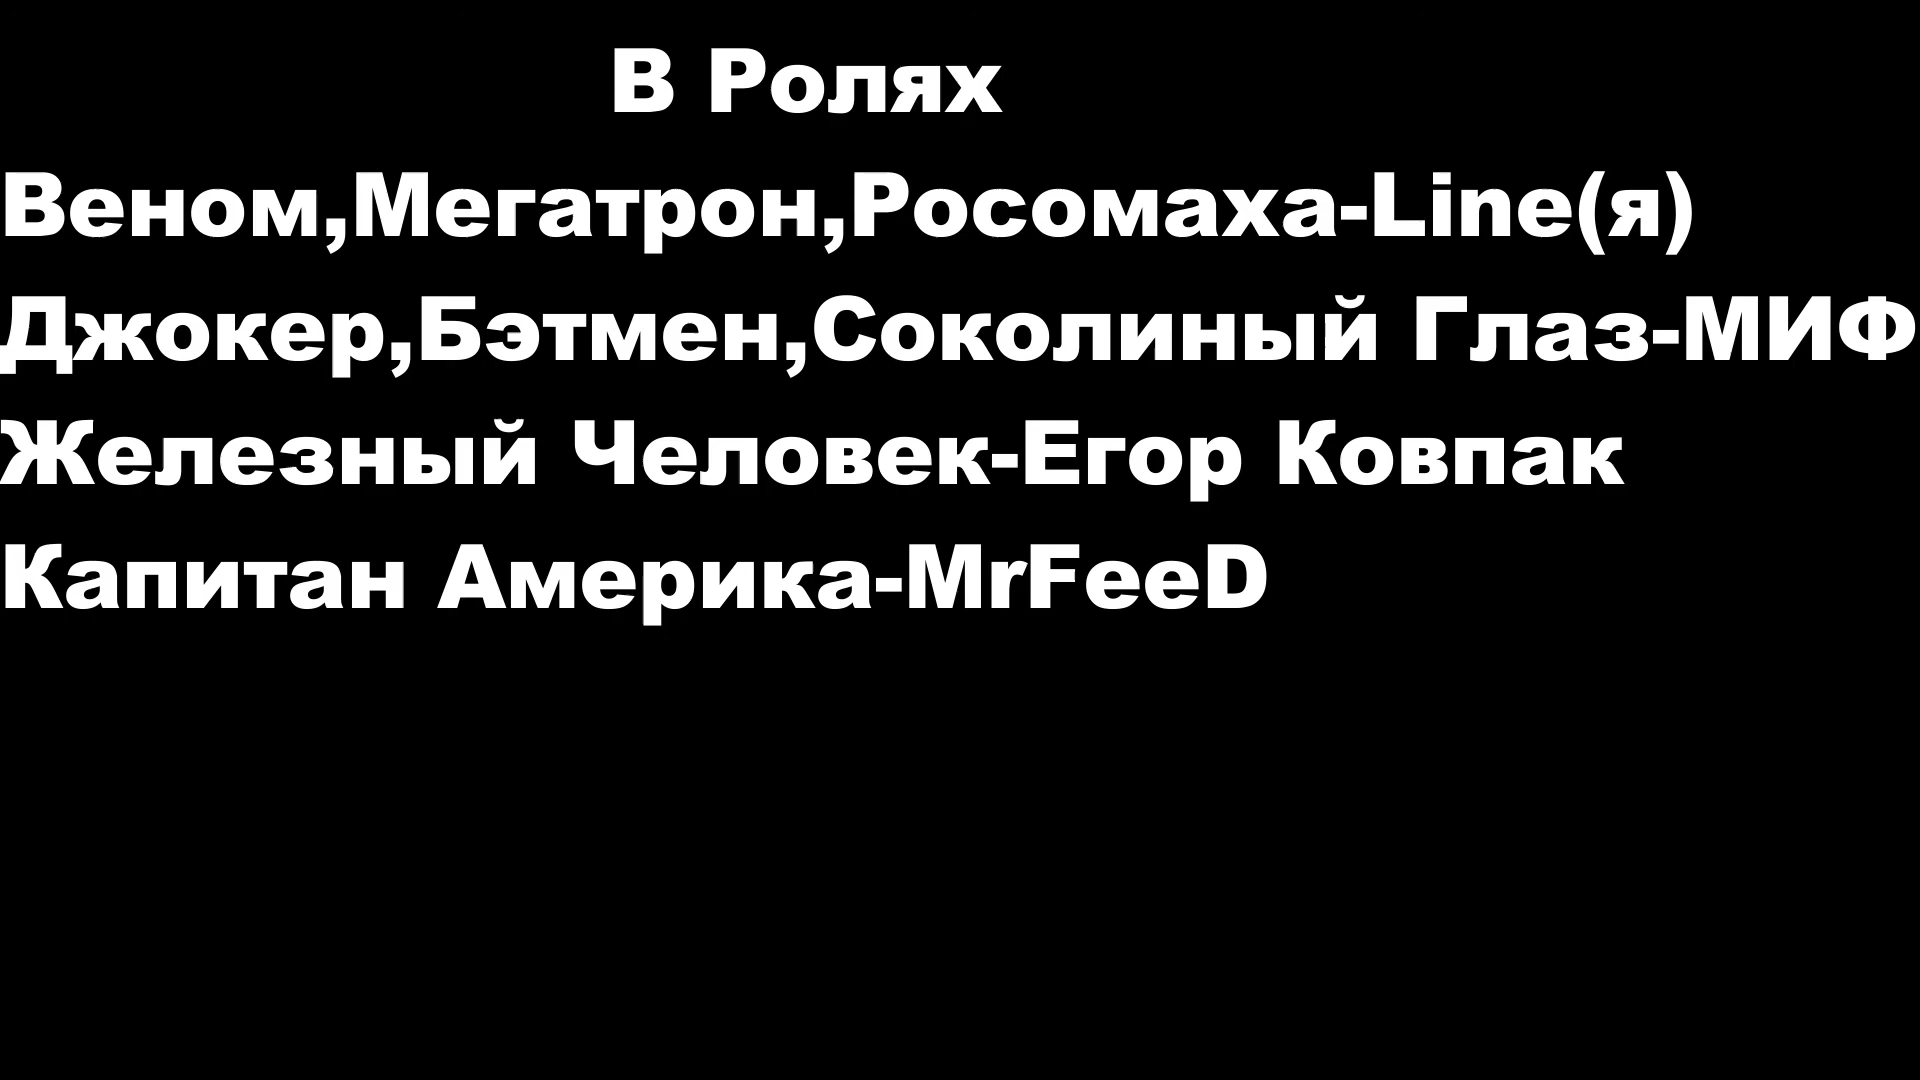 В Ролях
Веном,Мегатрон,Росомаха-Line(я)
Джокер,Бэтмен,Соколиный Глаз-МИФ
Железный Человек-Егор Ковпак
Капитан Америка-MrFeeD